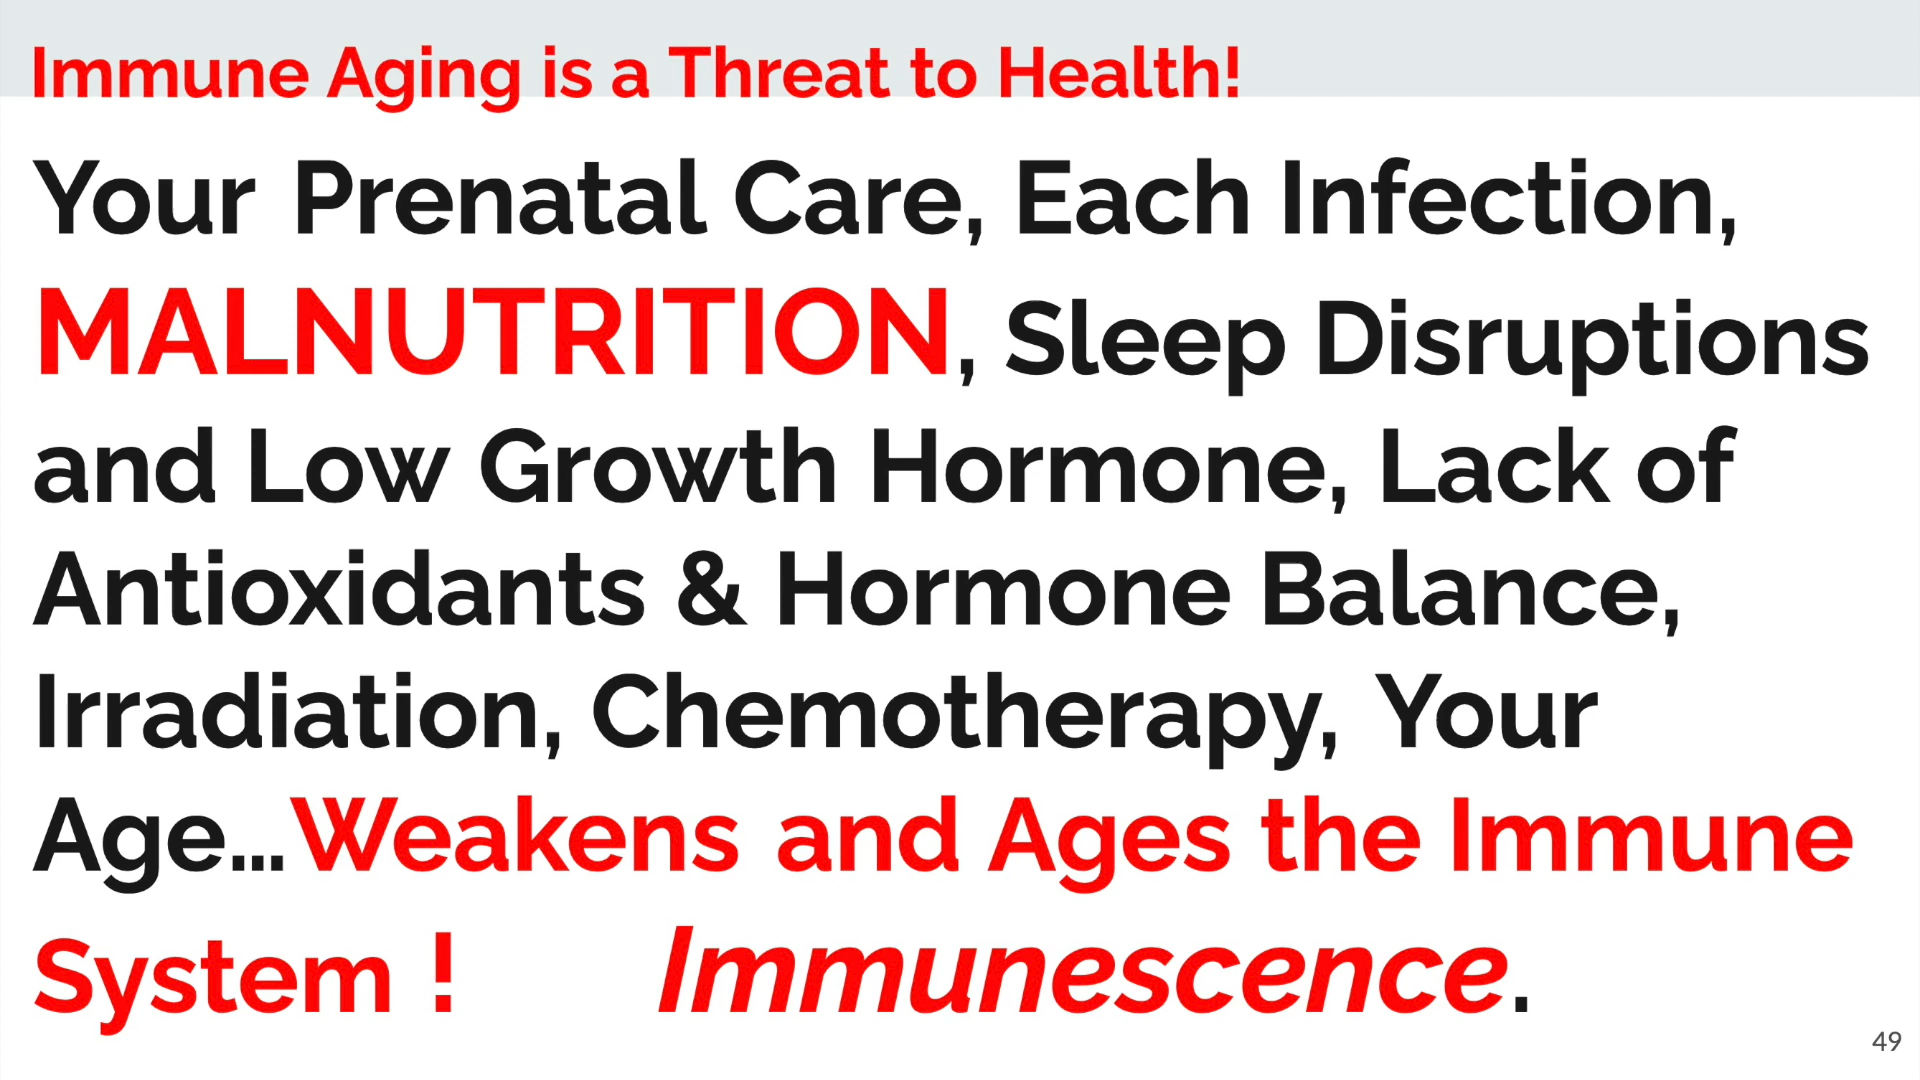 Immune Aging is a Threat to Health!
Your Prenatal Care, Each Infection,
MALNUTRITION, Sleep Disruptions
and Low Growth Hormone, Lack of
Antioxidants & Hormone Balance,
Irradiation, Chemotherapy, Your
Age...Weakens and Ages the Immune
System ! Immunescence.
49